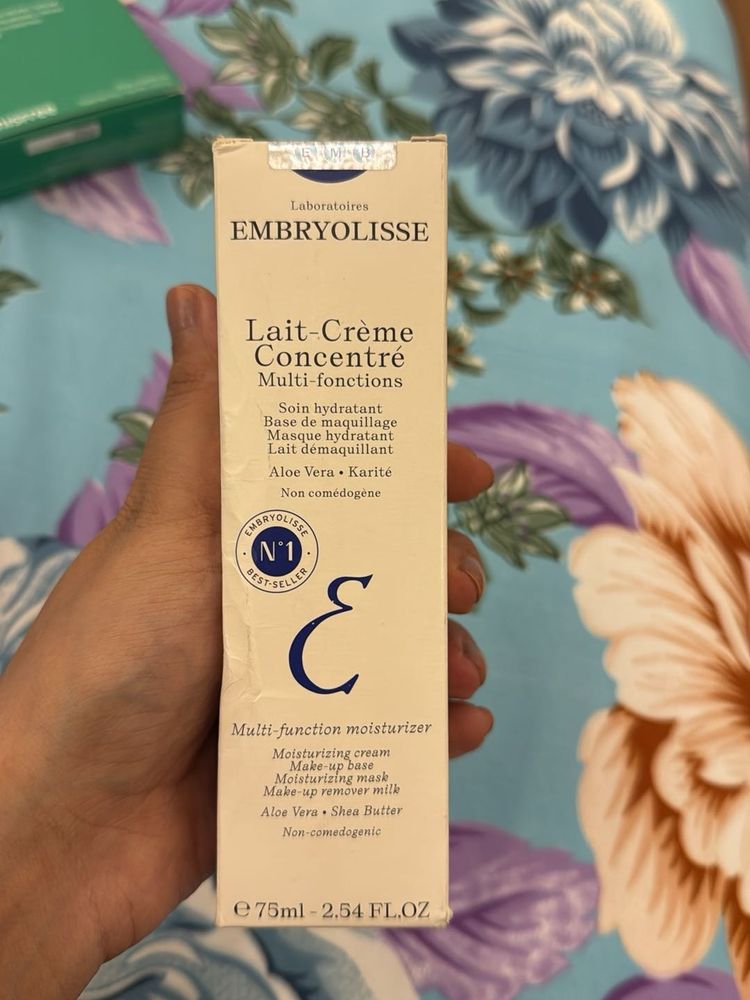 E M B
Laboratoires
EMBRYOLISSE
Lait-Crème
Concentré
Multi-fonctions
Soin hydratant
Base de maquillage
Masque hydratant
Lait démaquillant
Aloe Vera • Karité
Non comédogène
EMBRYOLISSE
N°1
BEST-SELLER
Multi-function moisturizer
Moisturizing cream
Make-up base
Moisturizing mask
Make-up remover milk
Aloe Vera • Shea Butter
Non-comedogenic
℮ 75ml - 2.54 FL.OZ